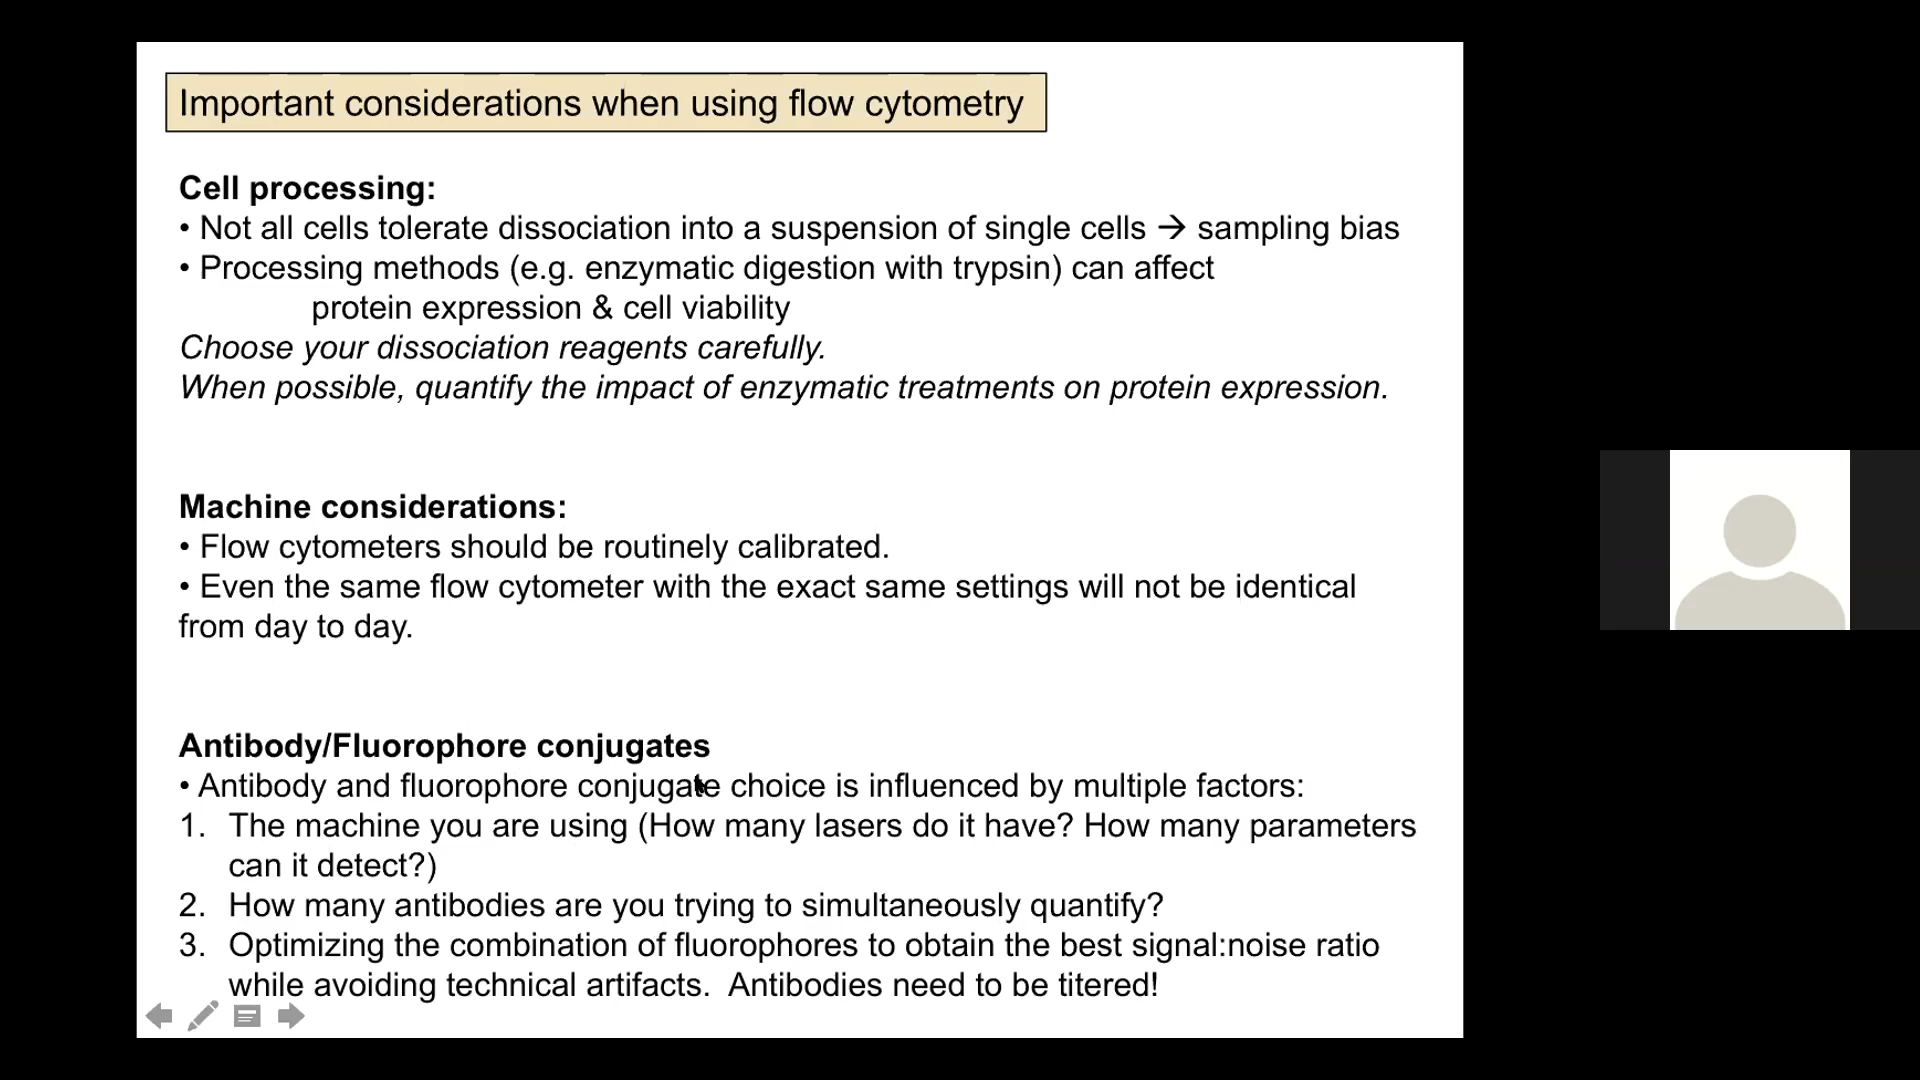 Important considerations when using flow cytometry
Cell processing:
• Not all cells tolerate dissociation into a suspension of single cells → sampling bias
• Processing methods (e.g. enzymatic digestion with trypsin) can affect
protein expression & cell viability
Choose your dissociation reagents carefully.
When possible, quantify the impact of enzymatic treatments on protein expression.
Machine considerations:
• Flow cytometers should be routinely calibrated.
• Even the same flow cytometer with the exact same settings will not be identical
from day to day.
Antibody/Fluorophore conjugates
• Antibody and fluorophore conjugate choice is influenced by multiple factors:
1. The machine you are using (How many lasers do it have? How many parameters
can it detect?)
2. How many antibodies are you trying to simultaneously quantify?
3. Optimizing the combination of fluorophores to obtain the best signal:noise ratio
while avoiding technical artifacts.  Antibodies need to be titered!